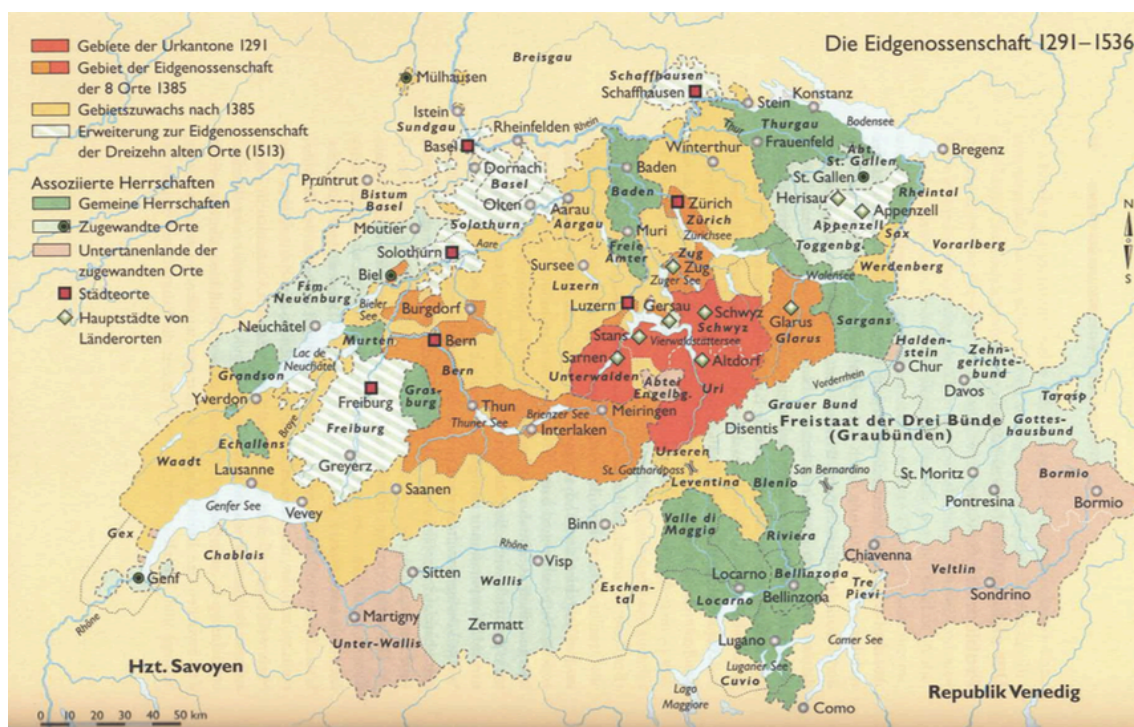 Die Eidgenossenschaft 1291–1536
Gebiete der Urkantone 1291
Gebiet der Eidgenossenschaft
der 8 Orte 1385
Gebietszuwachs nach 1385
Erweiterung zur Eidgenossenschaft
der Dreizehn alten Orte (1513)
Assoziierte Herrschaften
Gemeine Herrschaften
Zugewandte Orte
Untertanenlande der
zugewandten Orte
Städteorte
Hauptstädte von
Länderorten
Breisgau
Mülhausen
Istein
Sundgau
Basel
Rheinfelden
Rhein
Schaffhausen
Schaffhausen
Stein
Konstanz
Bodensee
Bregenz
Thur
Thurgau
Frauenfeld
Winterthur
Abt.
St. Gallen
St. Gallen
Herisau
Appenzell
Appenzell
Rheintal
Sax
Vorarlberg
Werdenberg
Toggenbg.
Walensee
Pruntrut
Bistum
Basel
Dornach
Basel
Olten
Solothurn
Aarau
Aargau
Baden
Baden
Muri
Freie
Ämter
Zürich
Zürich
Zürichsee
Zug
Zug
Zuger See
Moutier
Solothurn
Aare
Biel
Bieler
See
Fsm.
Neuenburg
Neuchâtel
Lac de
Neuchâtel
Sursee
Luzern
Luzern
Burgdorf
Gersau
Schwyz
Schwyz
Stans
Vierwaldstättersee
Glarus
Glarus
Sargans
Sarnen
Unterwalden
Altdorf
Abtei
Engelbg.
Uri
Halden-
stein
Chur
Zehn-
gerichte-
bund
Davos
Murten
Bern
Bern
Grandson
Yverdon
Broye
Freiburg
Freiburg
Gras-
burg
Thun
Thuner See
Brienzer See
Interlaken
Meiringen
Urseren
Disentis
Vorderrhein
Grauer Bund
Freistaat der Drei Bünde
(Graubünden)
Tarasp
Gottes-
hausbund
Echallens
Waadt
Lausanne
Greyerz
Saanen
St. Gotthardpass
San Bernardino
St. Moritz
Pontresina
Bormio
Bormio
Leventina
Blenio
Genfer See
Vevey
Gex
Chablais
Genf
Rhône
Rhône
Binn
Valle di
Maggia
Riviera
Chiavenna
Veltlin
Sondrino
Sitten
Visp
Wallis
Eschen-
tal
Locarno
Locarno
Bellinzona
Bellinzona
Tre
Pievi
Martigny
Unter-Wallis
Zermatt
Lugano
Luganer See
Comer See
Cuvio
Lago
Maggiore
Como
Hzt. Savoyen
Republik Venedig
N
S
0 10 20 30 40 50 km